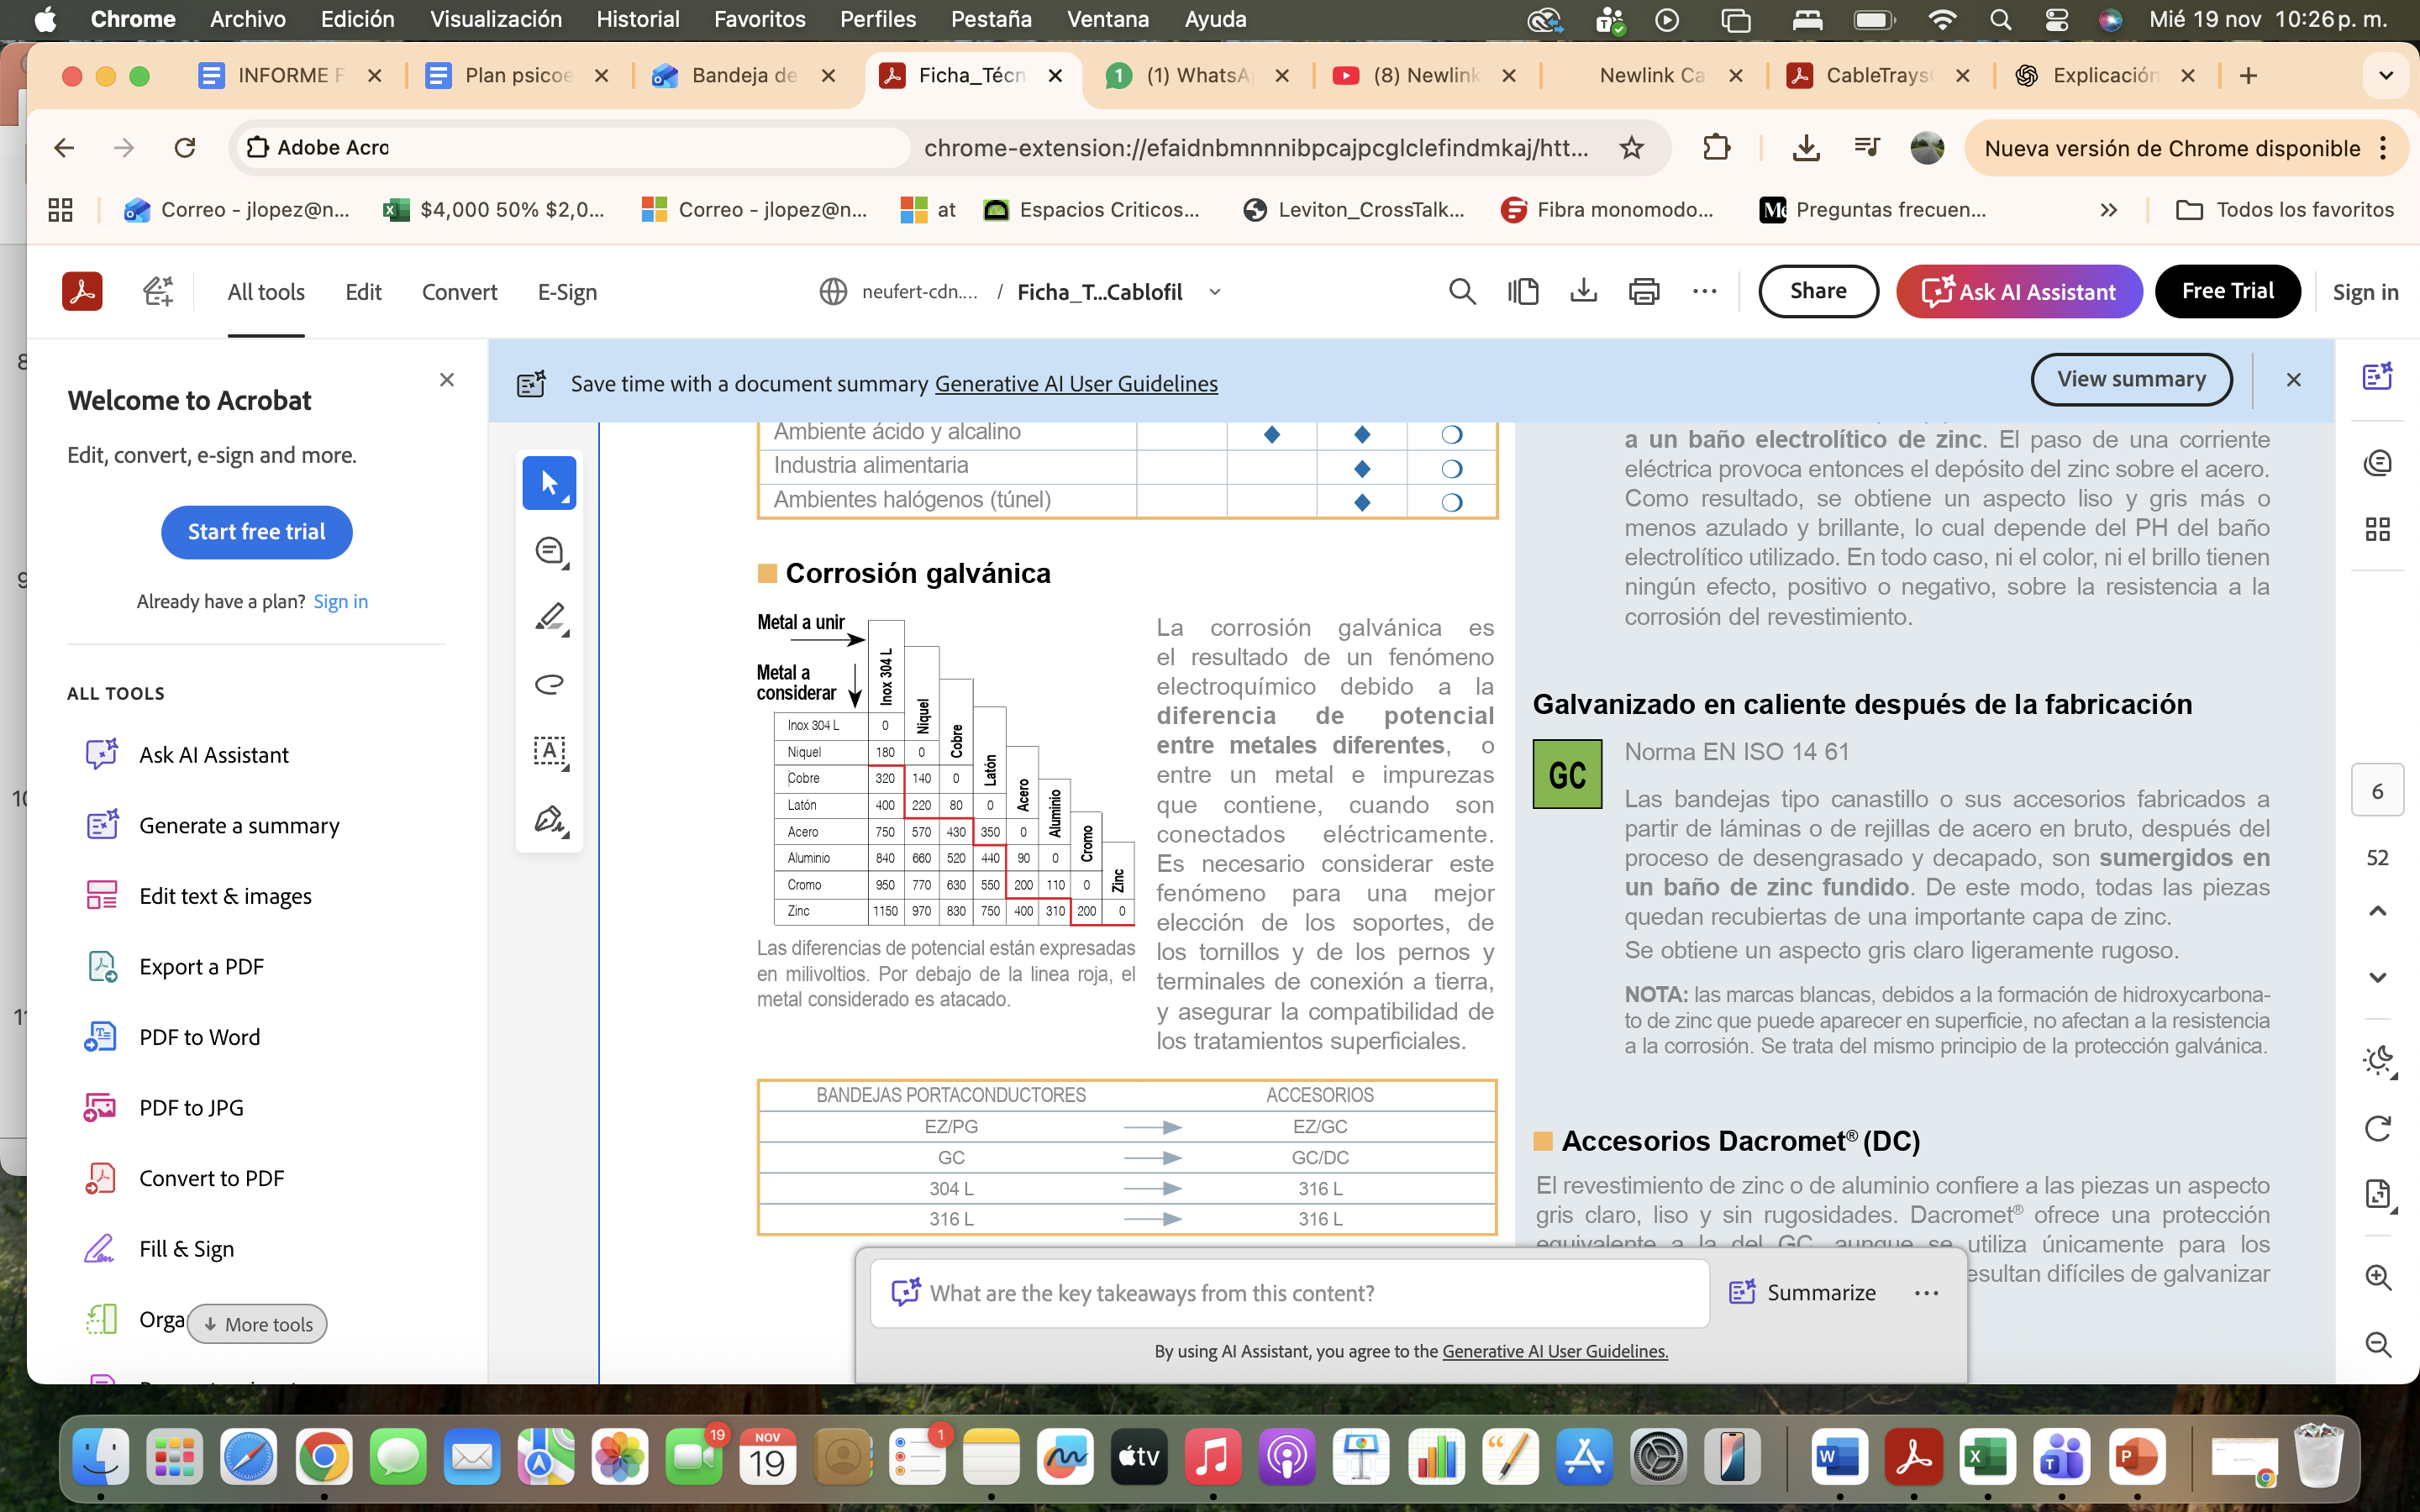 Chrome Archivo Edición Visualización Historial Favoritos Perfiles Pestaña Ventana Ayuda
Mié 19 nov 10:26 p. m.
INFORME F
Plan psicoe
Bandeja de
Ficha_Técn
(1) WhatsA
(8) Newlink
Newlink Ca
CableTrays
Explicación
Adobe Acro
chrome-extension://efaidnbmnnnibpcajpcglclefindmkaj/htt...
Nueva versión de Chrome disponible
Correo - jlopez@n...
$4,000 50% $2,0...
Correo - jlopez@n...
at
Espacios Criticos...
Leviton_CrossTalk...
Fibra monomodo...
Preguntas frecuen...
Todos los favoritos
All tools Edit Convert E-Sign
neufert-cdn.... / Ficha_T...Cablofil
Share
Ask AI Assistant
Free Trial
Sign in
Welcome to Acrobat
Edit, convert, e-sign and more.
Start free trial
Already have a plan? Sign in
ALL TOOLS
Ask AI Assistant
Generate a summary
Edit text & images
Export a PDF
PDF to Word
PDF to JPG
Convert to PDF
Fill & Sign
Orga
More tools
Save time with a document summary Generative AI User Guidelines
View summary
Ambiente ácido y alcalino
Industria alimentaria
Ambientes halógenos (túnel)
Corrosión galvánica
Metal a unir
Metal a
considerar
Inox 304 L
Niquel
Cobre
Latón
Acero
Aluminio
Cromo
Zinc
Inox 304 L 0
Niquel 180 0
Cobre 320 140 0
Latón 400 220 80 0
Acero 750 570 430 350 0
Aluminio 840 660 520 440 90 0
Cromo 950 770 630 550 200 110 0
Zinc 1150 970 830 750 400 310 200 0
Las diferencias de potencial están expresadas
en milivoltios. Por debajo de la linea roja, el
metal considerado es atacado.
La corrosión galvánica es
el resultado de un fenómeno
electroquímico debido a la
diferencia de potencial
entre metales diferentes, o
entre un metal e impurezas
que contiene, cuando son
conectados eléctricamente.
Es necesario considerar este
fenómeno para una mejor
elección de los soportes, de
los tornillos y de los pernos y
terminales de conexión a tierra,
y asegurar la compatibilidad de
los tratamientos superficiales.
BANDEJAS PORTACONDUCTORES ACCESORIOS
EZ/PG EZ/GC
GC GC/DC
304 L 316 L
316 L 316 L
a un baño electrolítico de zinc. El paso de una corriente
eléctrica provoca entonces el depósito del zinc sobre el acero.
Como resultado, se obtiene un aspecto liso y gris más o
menos azulado y brillante, lo cual depende del PH del baño
electrolítico utilizado. En todo caso, ni el color, ni el brillo tienen
ningún efecto, positivo o negativo, sobre la resistencia a la
corrosión del revestimiento.
Galvanizado en caliente después de la fabricación
GC
Norma EN ISO 14 61
Las bandejas tipo canastillo o sus accesorios fabricados a
partir de láminas o de rejillas de acero en bruto, después del
proceso de desengrasado y decapado, son sumergidos en
un baño de zinc fundido. De este modo, todas las piezas
quedan recubiertas de una importante capa de zinc.
Se obtiene un aspecto gris claro ligeramente rugoso.
NOTA: las marcas blancas, debidos a la formación de hidroxycarbona-
to de zinc que puede aparecer en superficie, no afectan a la resistencia
a la corrosión. Se trata del mismo principio de la protección galvánica.
Accesorios Dacromet® (DC)
El revestimiento de zinc o de aluminio confiere a las piezas un aspecto
gris claro, liso y sin rugosidades. Dacromet® ofrece una protección
equivalente a la del GC, aunque se utiliza únicamente para los
esultan difíciles de galvanizar
6
52
What are the key takeaways from this content?
Summarize
By using AI Assistant, you agree to the Generative AI User Guidelines.
19
NOV
19
1
tv